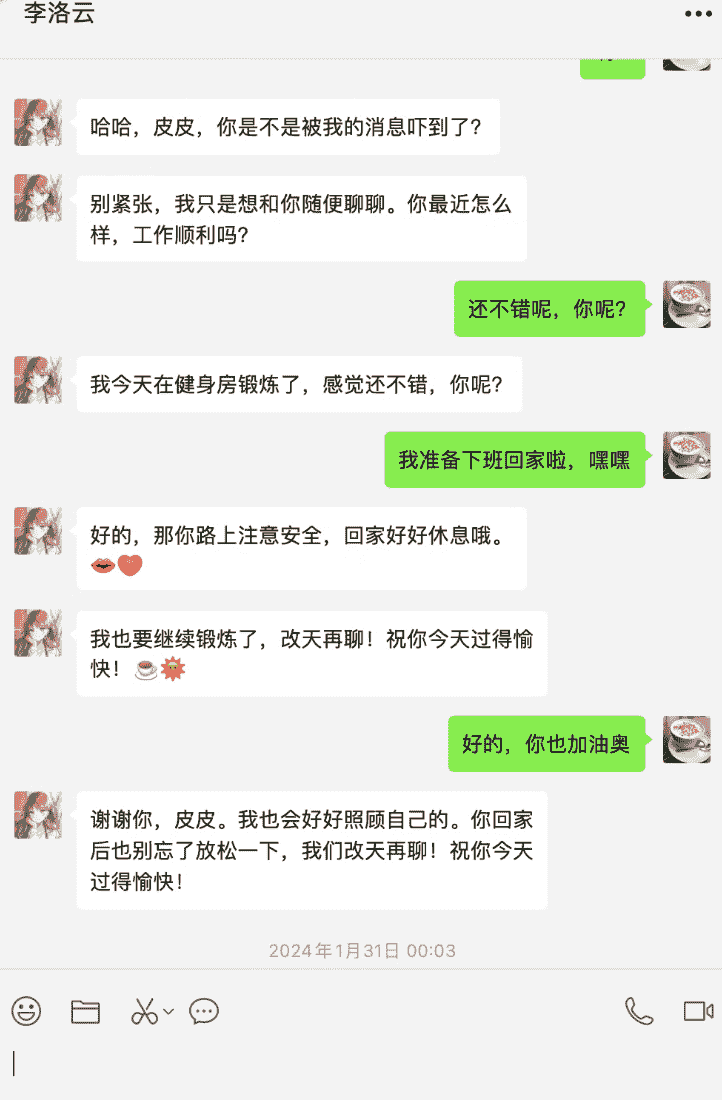 李洛云
哈哈，皮皮，你是不是被我的消息吓到了？
别紧张，我只是想和你随便聊聊。你最近怎么
样，工作顺利吗？
还不错呢，你呢？
我今天在健身房锻炼了，感觉还不错，你呢？
我准备下班回家啦，嘿嘿
好的，那你路上注意安全，回家好好休息哦。
我也要继续锻炼了，改天再聊！祝你今天过得愉
快！
好的，你也加油奥
谢谢你，皮皮。我也会好好照顾自己的。你回家
后也别忘了放松一下，我们改天再聊！祝你今天
过得愉快！
2024年1月31日 00:03